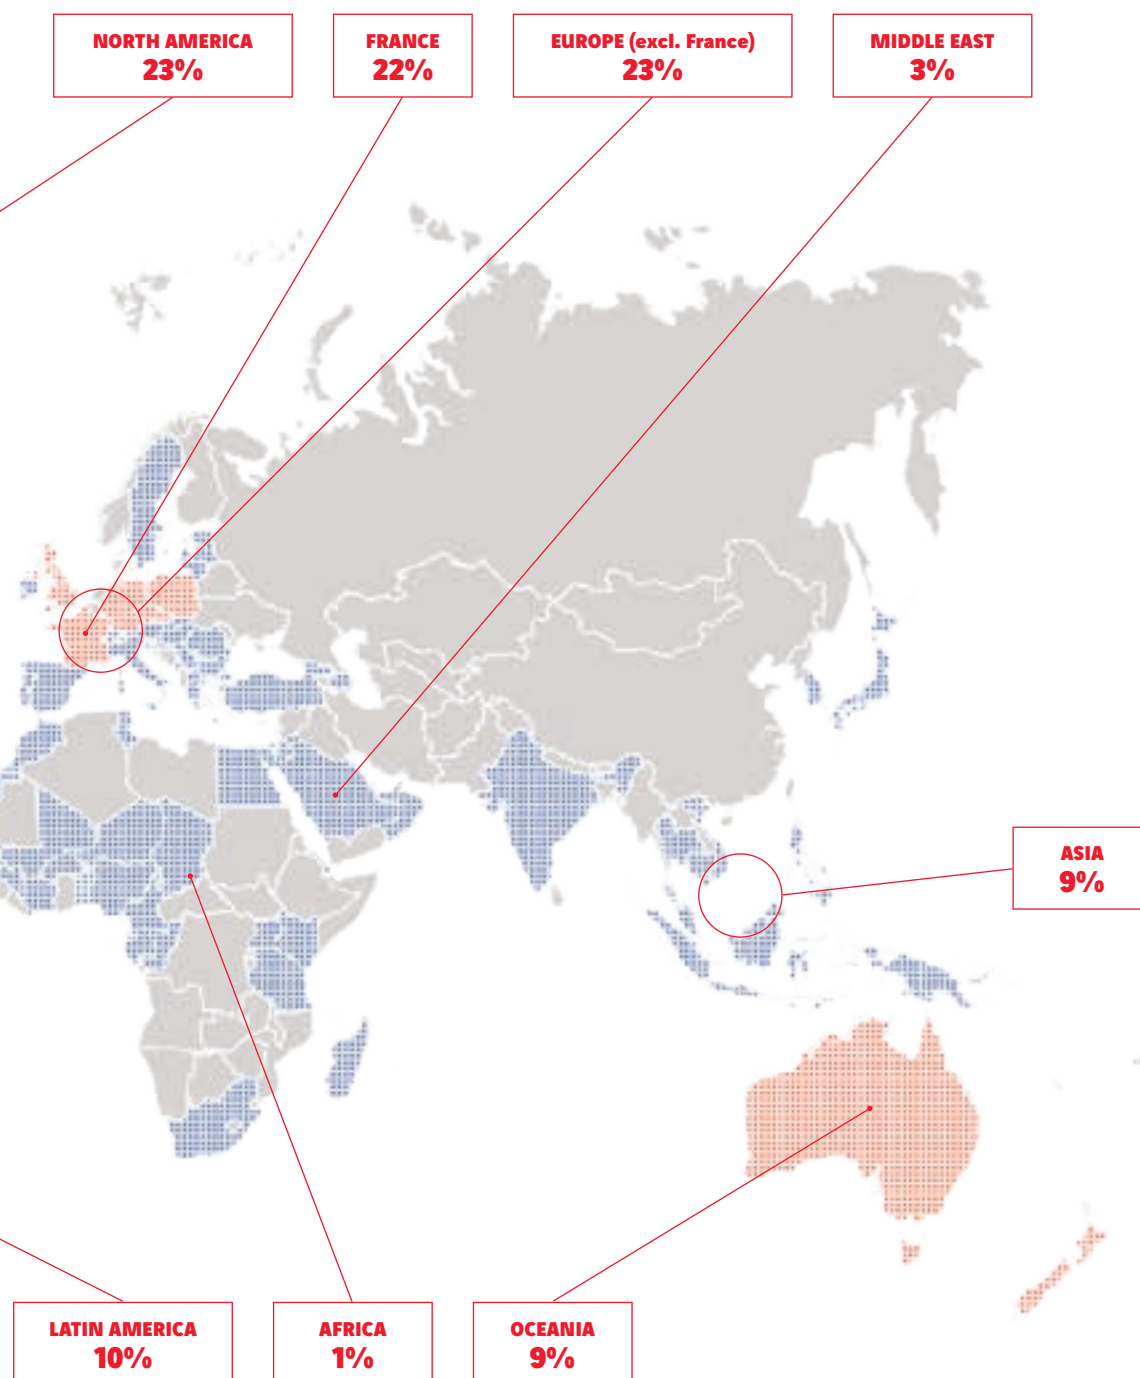 NORTH AMERICA
23%
FRANCE
22%
EUROPE (excl. France)
23%
MIDDLE EAST
3%
ASIA
9%
LATIN AMERICA
10%
AFRICA
1%
OCEANIA
9%